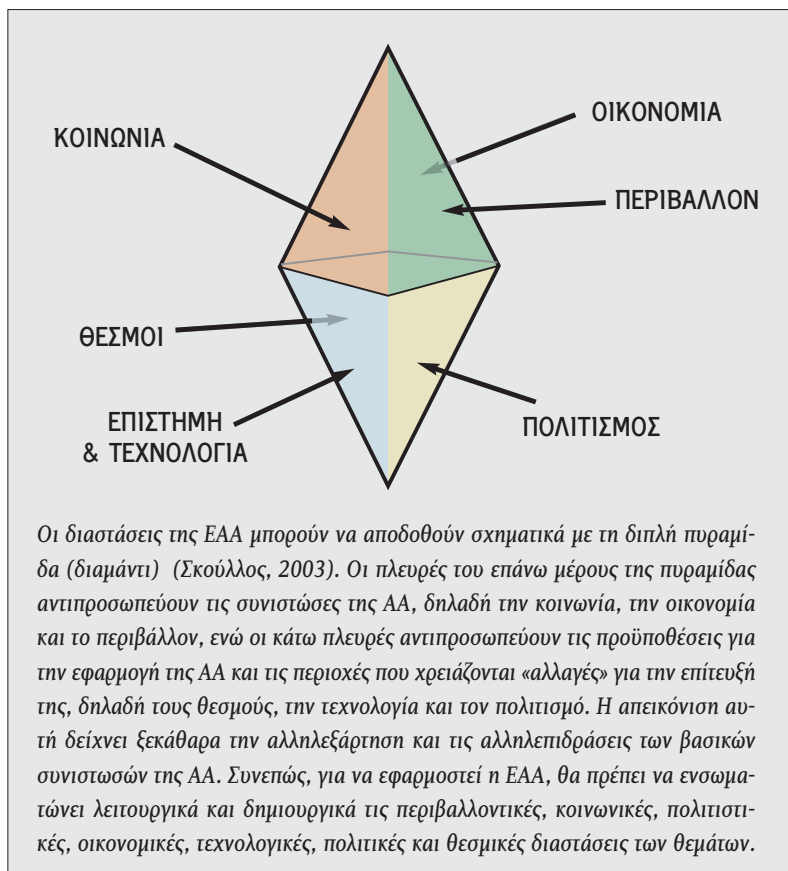 ΚΟΙΝΩΝΙΑ
ΟΙΚΟΝΟΜΙΑ
ΠΕΡΙΒΑΛΛΟΝ
ΘΕΣΜΟΙ
ΕΠΙΣΤΗΜΗ
& ΤΕΧΝΟΛΟΓΙΑ
ΠΟΛΙΤΙΣΜΟΣ
Οι διαστάσεις της ΕΑΑ μπορούν να αποδοθούν σχηματικά με τη διπλή πυραμί-
δα (διαμάντι) (Σκούλλος, 2003). Οι πλευρές του επάνω μέρους της πυραμίδας
αντιπροσωπεύουν τις συνιστώσες της ΑΑ, δηλαδή την κοινωνία, την οικονομία
και το περιβάλλον, ενώ οι κάτω πλευρές αντιπροσωπεύουν τις προϋποθέσεις για
την εφαρμογή της ΑΑ και τις περιοχές που χρειάζονται «αλλαγές» για την επίτευξή
της, δηλαδή τους θεσμούς, την τεχνολογία και τον πολιτισμό. Η απεικόνιση αυ-
τή δείχνει ξεκάθαρα την αλληλεξάρτηση και τις αλληλεπιδράσεις των βασικών
συνιστωσών της ΑΑ. Συνεπώς, για να εφαρμοστεί η ΕΑΑ, θα πρέπει να ενσωμα-
τώνει λειτουργικά και δημιουργικά τις περιβαλλοντικές, κοινωνικές, πολιτιστι-
κές, οικονομικές, τεχνολογικές, πολιτικές και θεσμικές διαστάσεις των θεμάτων.